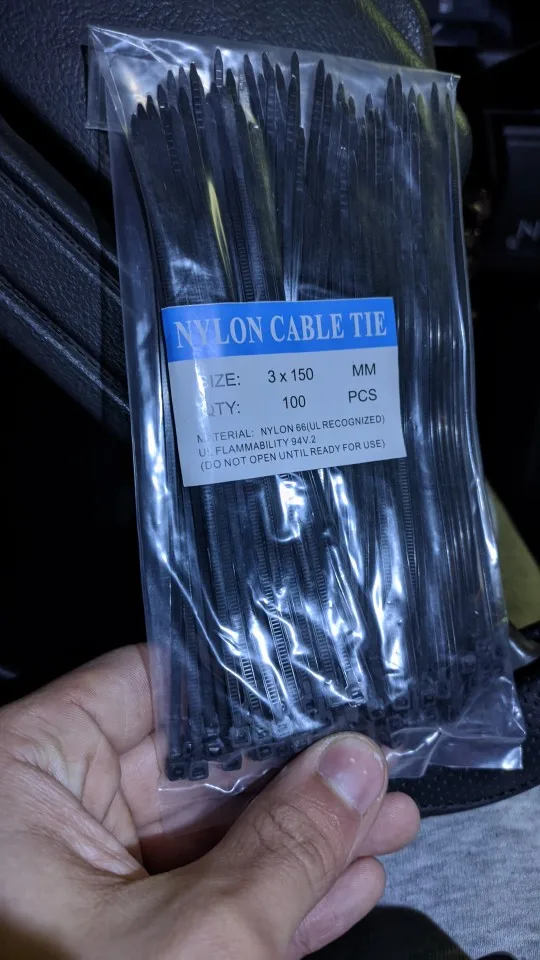 NYLON CABLE TIE
SIZE: 3 x 150 MM
QTY: 100 PCS
MATERIAL: NYLON 66(UL RECOGNIZED)
UL FLAMMABILITY 94V.2
(DO NOT OPEN UNTIL READY FOR USE)